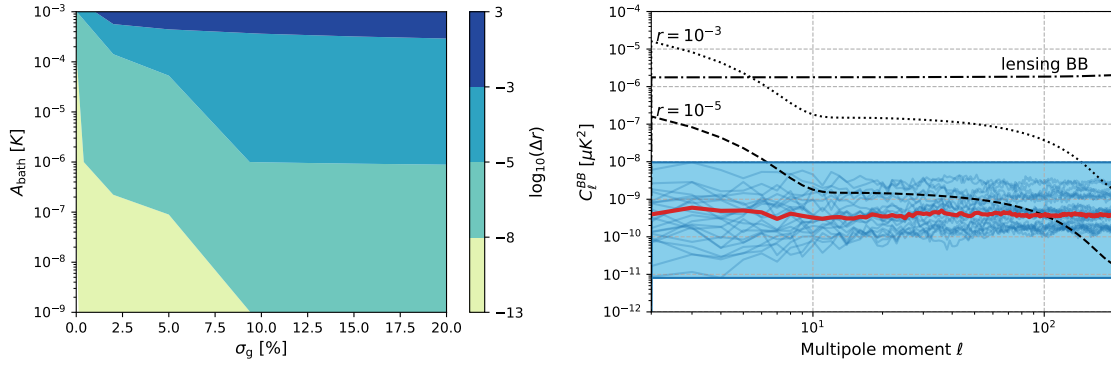 10⁻³
10⁻⁴
10⁻⁵
10⁻⁶
10⁻⁷
10⁻⁸
10⁻⁹
A_bath [K]
0.0 2.5 5.0 7.5 10.0 12.5 15.0 17.5 20.0
σ_g [%]
3
−3
−5
−8
−13
log₁₀(Δr)
10⁻⁴
10⁻⁵
10⁻⁶
10⁻⁷
10⁻⁸
10⁻⁹
10⁻¹⁰
10⁻¹¹
10⁻¹²
C_ℓ^BB [μK²]
r = 10⁻³
lensing BB
r = 10⁻⁵
10¹ 10²
Multipole moment ℓ